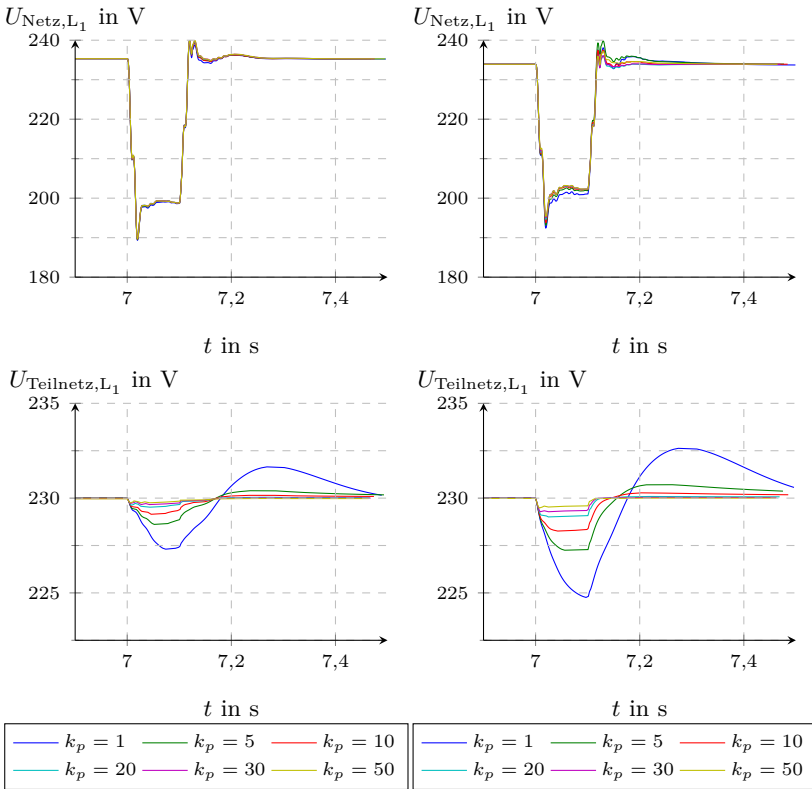 U_Netz,L₁ in V
U_Netz,L₁ in V
240
220
200
180
7
7,2
7,4
t in s
240
220
200
180
7
7,2
7,4
t in s
U_Teilnetz,L₁ in V
U_Teilnetz,L₁ in V
235
230
225
7
7,2
7,4
t in s
235
230
225
7
7,2
7,4
t in s
k_p = 1 k_p = 5 k_p = 10
k_p = 20 k_p = 30 k_p = 50
k_p = 1 k_p = 5 k_p = 10
k_p = 20 k_p = 30 k_p = 50